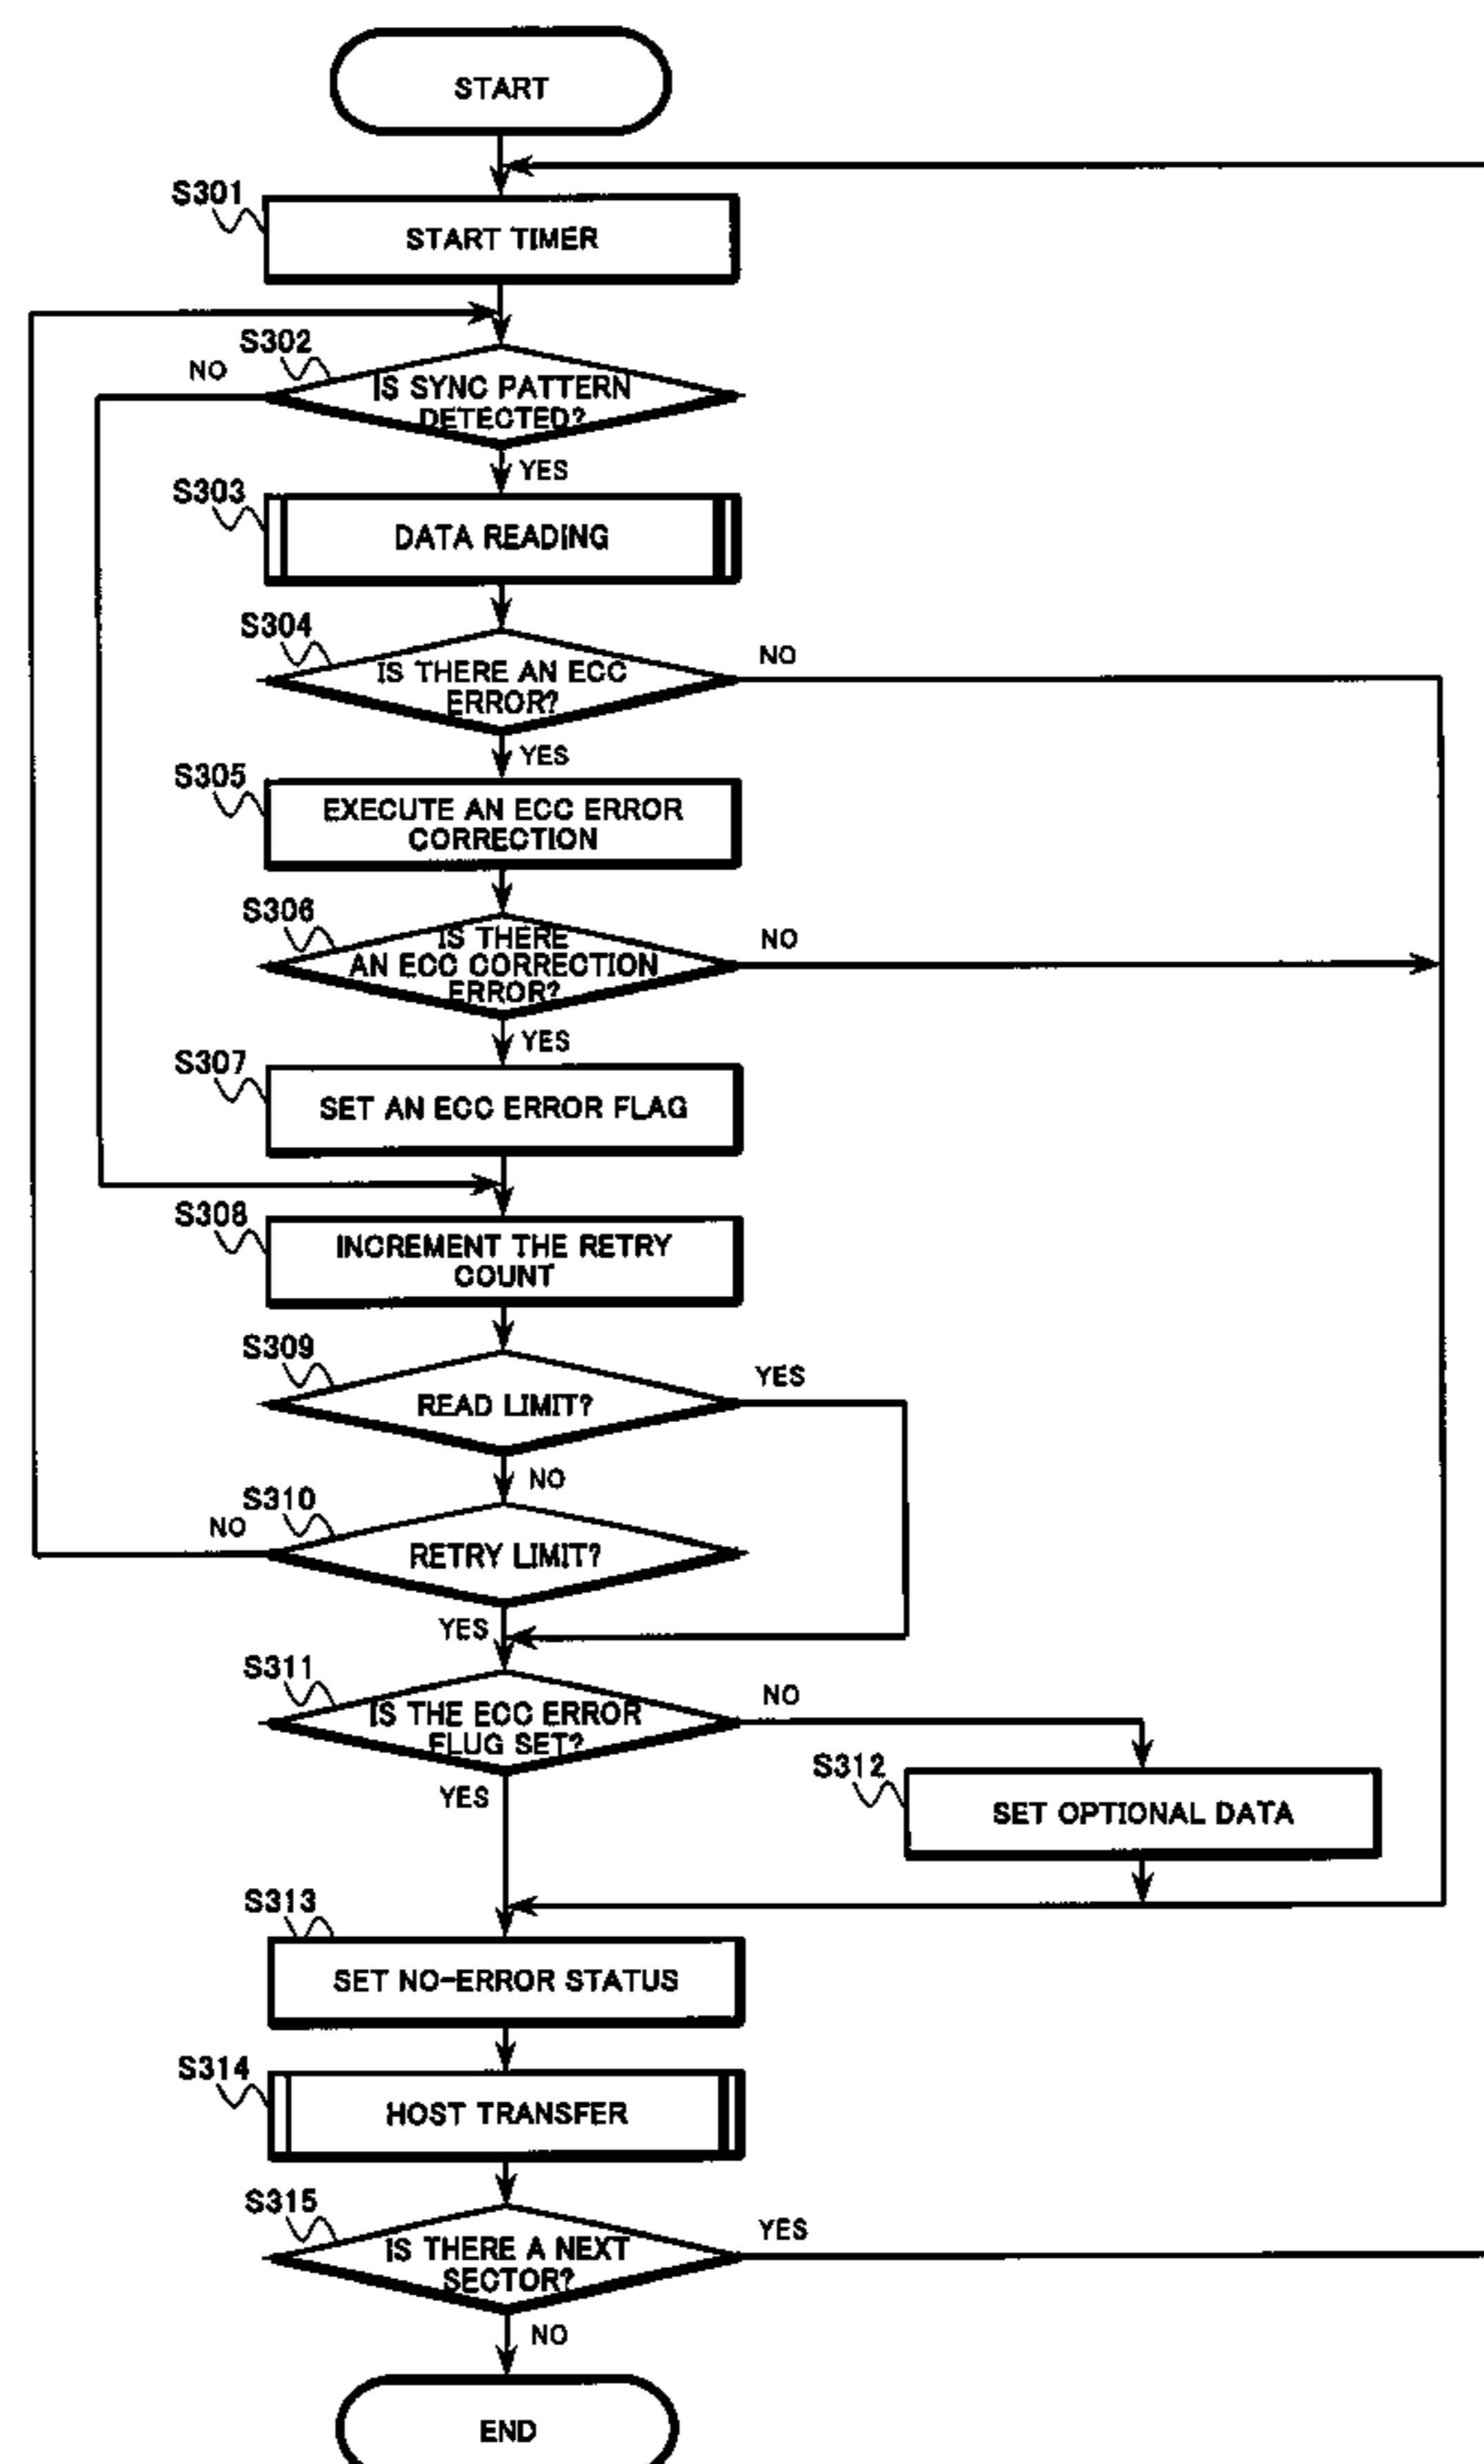 START
S301
START TIMER
S302
NO
IS SYNC PATTERN
DETECTED?
YES
S303
DATA READING
S304
IS THERE AN ECC
ERROR?
NO
YES
S305
EXECUTE AN ECC ERROR
CORRECTION
S306
IS THERE
AN ECC CORRECTION
ERROR?
NO
YES
S307
SET AN ECC ERROR FLAG
S308
INCREMENT THE RETRY
COUNT
S309
READ LIMIT?
YES
NO
S310
NO
RETRY LIMIT?
YES
S311
IS THE ECC ERROR
FLUG SET?
NO
YES
S312
SET OPTIONAL DATA
S313
SET NO-ERROR STATUS
S314
HOST TRANSFER
S315
IS THERE A NEXT
SECTOR?
YES
NO
END